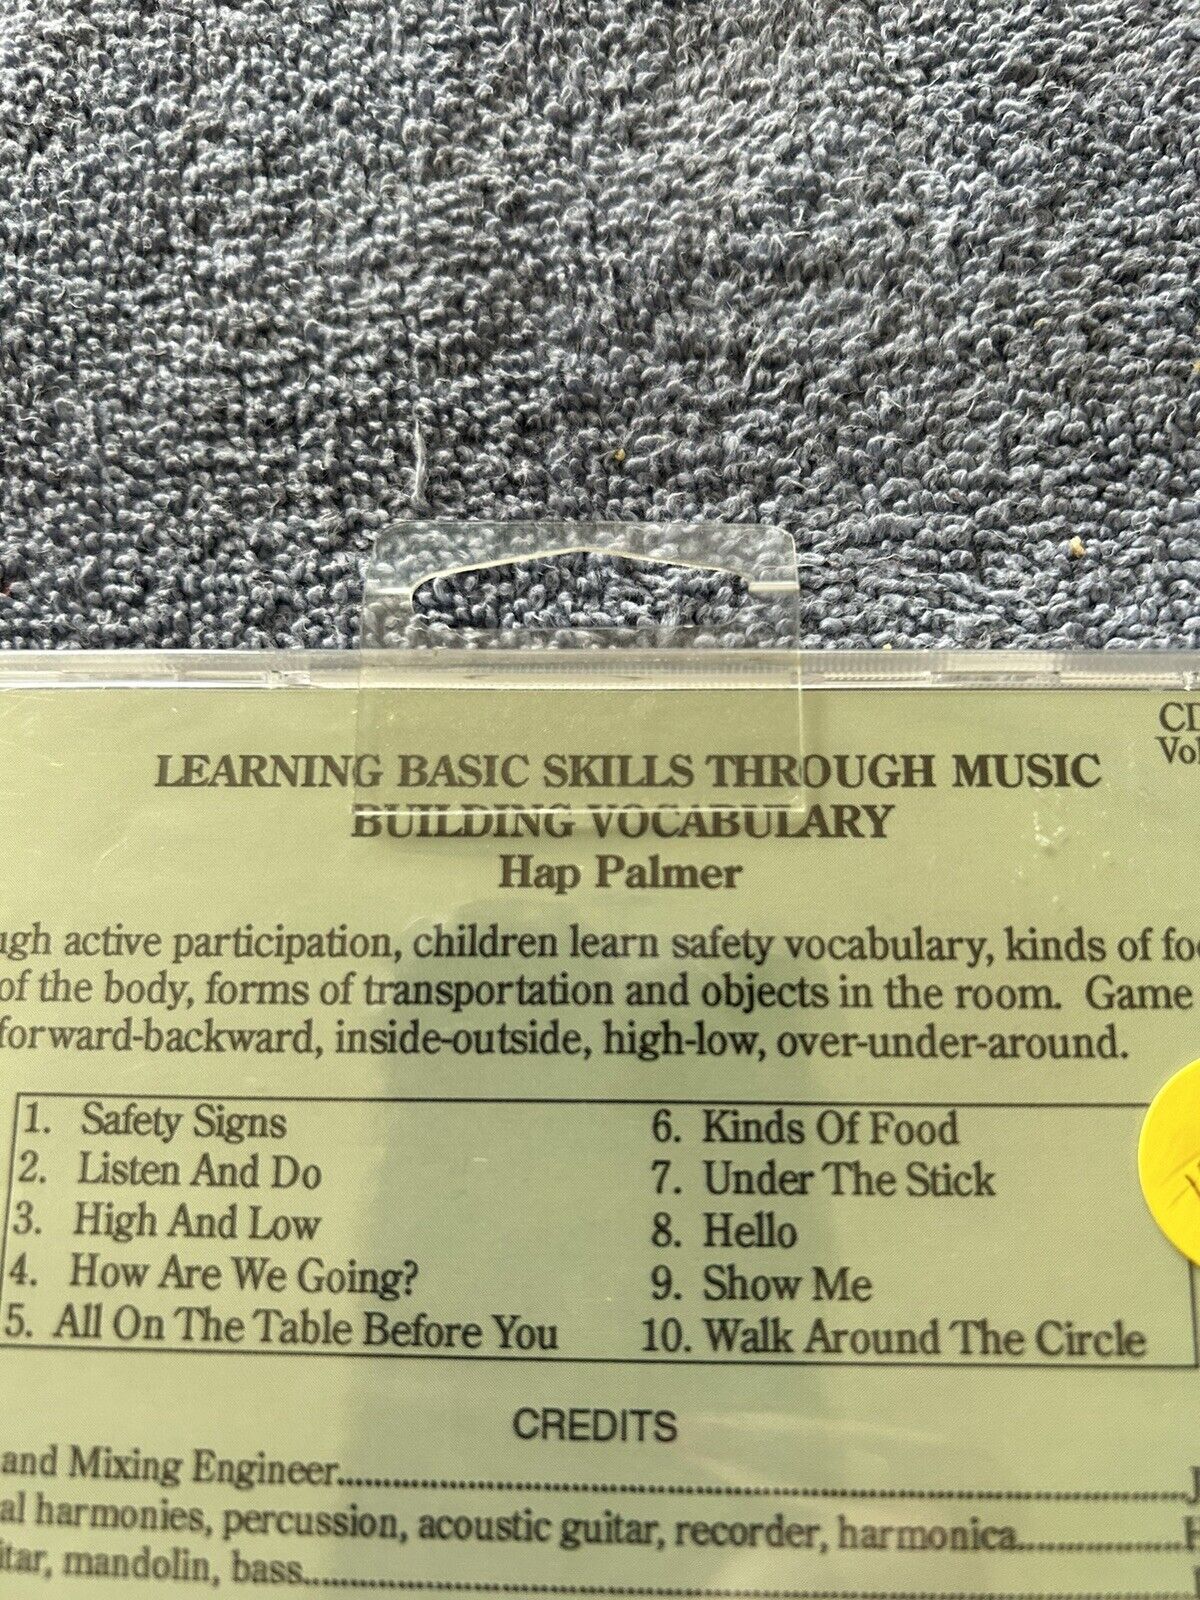 CD
Vol
LEARNING BASIC SKILLS THROUGH MUSIC
BUILDING VOCABULARY
Hap Palmer
active participation, children learn safety vocabulary, kinds of
of the body, forms of transportation and objects in the room. Game
forward-backward, inside-outside, high-low, over-under-around.
1. Safety Signs
2. Listen And Do
3. High And Low
4. How Are We Going?
5. All On The Table Before You
6. Kinds Of Food
7. Under The Stick
8. Hello
9. Show Me
10. Walk Around The Circle
CREDITS
and Mixing Engineer
harmonies, percussion, acoustic guitar, recorder, harmonica
mandolin, bass